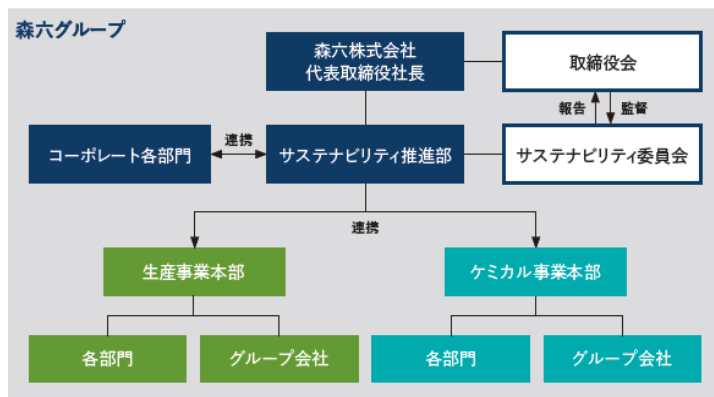 森六グループ
森六株式会社
代表取締役社長
取締役会
報告
監督
コーポレート各部門
連携
サステナビリティ推進部
サステナビリティ委員会
連携
生産事業本部
ケミカル事業本部
各部門
グループ会社
各部門
グループ会社